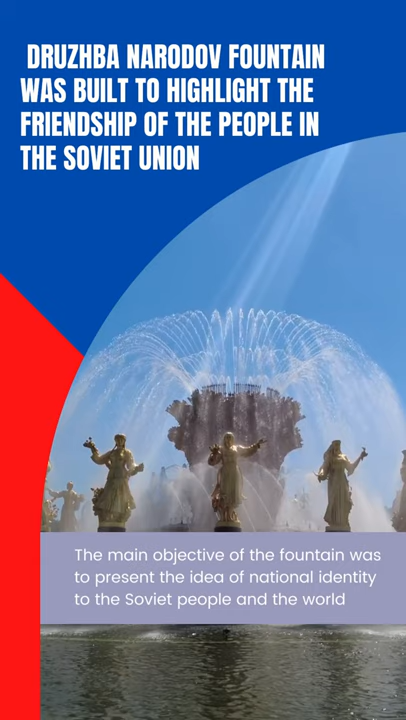 DRUZHBA NARODOV FOUNTAIN
WAS BUILT TO HIGHLIGHT THE
FRIENDSHIP OF THE PEOPLE IN
THE SOVIET UNION
The main objective of the fountain was
to present the idea of national identity
to the Soviet people and the world